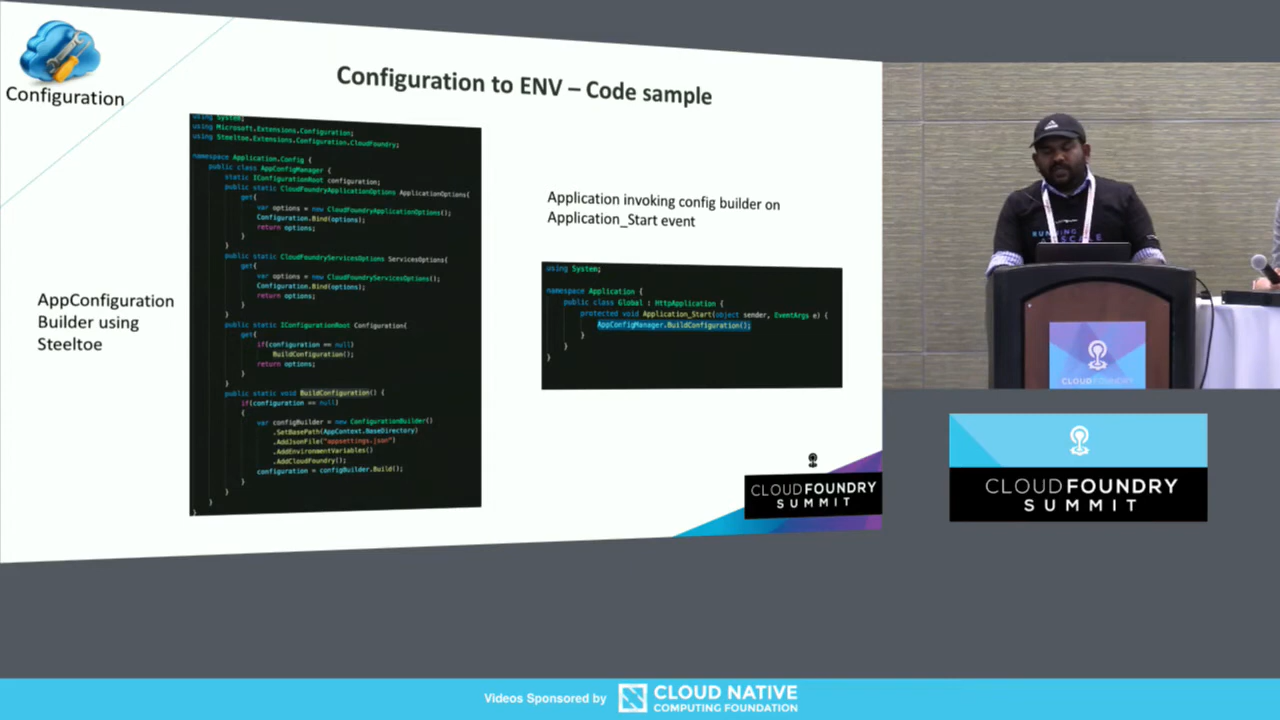 Configuration
Configuration to ENV – Code sample
AppConfiguration
Builder using
Steeltoe
using System;
using Microsoft.Extensions.Configuration;
using Steeltoe.Extensions.Configuration.CloudFoundry;
namespace Application.Config {
public class AppConfigManager {
static IConfigurationRoot configuration;
public static CloudFoundryApplicationOptions ApplicationOptions{
get{
var options = new CloudFoundryApplicationOptions();
Configuration.Bind(options);
return options;
}
}
public static CloudFoundryServicesOptions ServicesOptions{
get{
var options = new CloudFoundryServicesOptions();
Configuration.Bind(options);
return options;
}
}
public static IConfigurationRoot Configuration{
get{
if(configuration == null)
BuildConfiguration();
return options;
}
}
public static void BuildConfiguration() {
if(configuration == null)
{
var configBuilder = new ConfigurationBuilder()
.SetBasePath(AppContext.BaseDirectory)
.AddJsonFile("appsettings.json")
.AddEnvironmentVariables()
.AddCloudFoundry();
configuration = configBuilder.Build();
}
}
}
}
Application invoking config builder on
Application_Start event
using System;
namespace Application {
public class Global : HttpApplication {
protected void Application_Start(object sender, EventArgs e) {
AppConfigManager.BuildConfiguration();
}
}
}
CLOUDFOUNDRY
SUMMIT
RUNNING
CLOUDFOUNDRY
CLOUDFOUNDRY
SUMMIT
Videos Sponsored by
CLOUD NATIVE
COMPUTING FOUNDATION